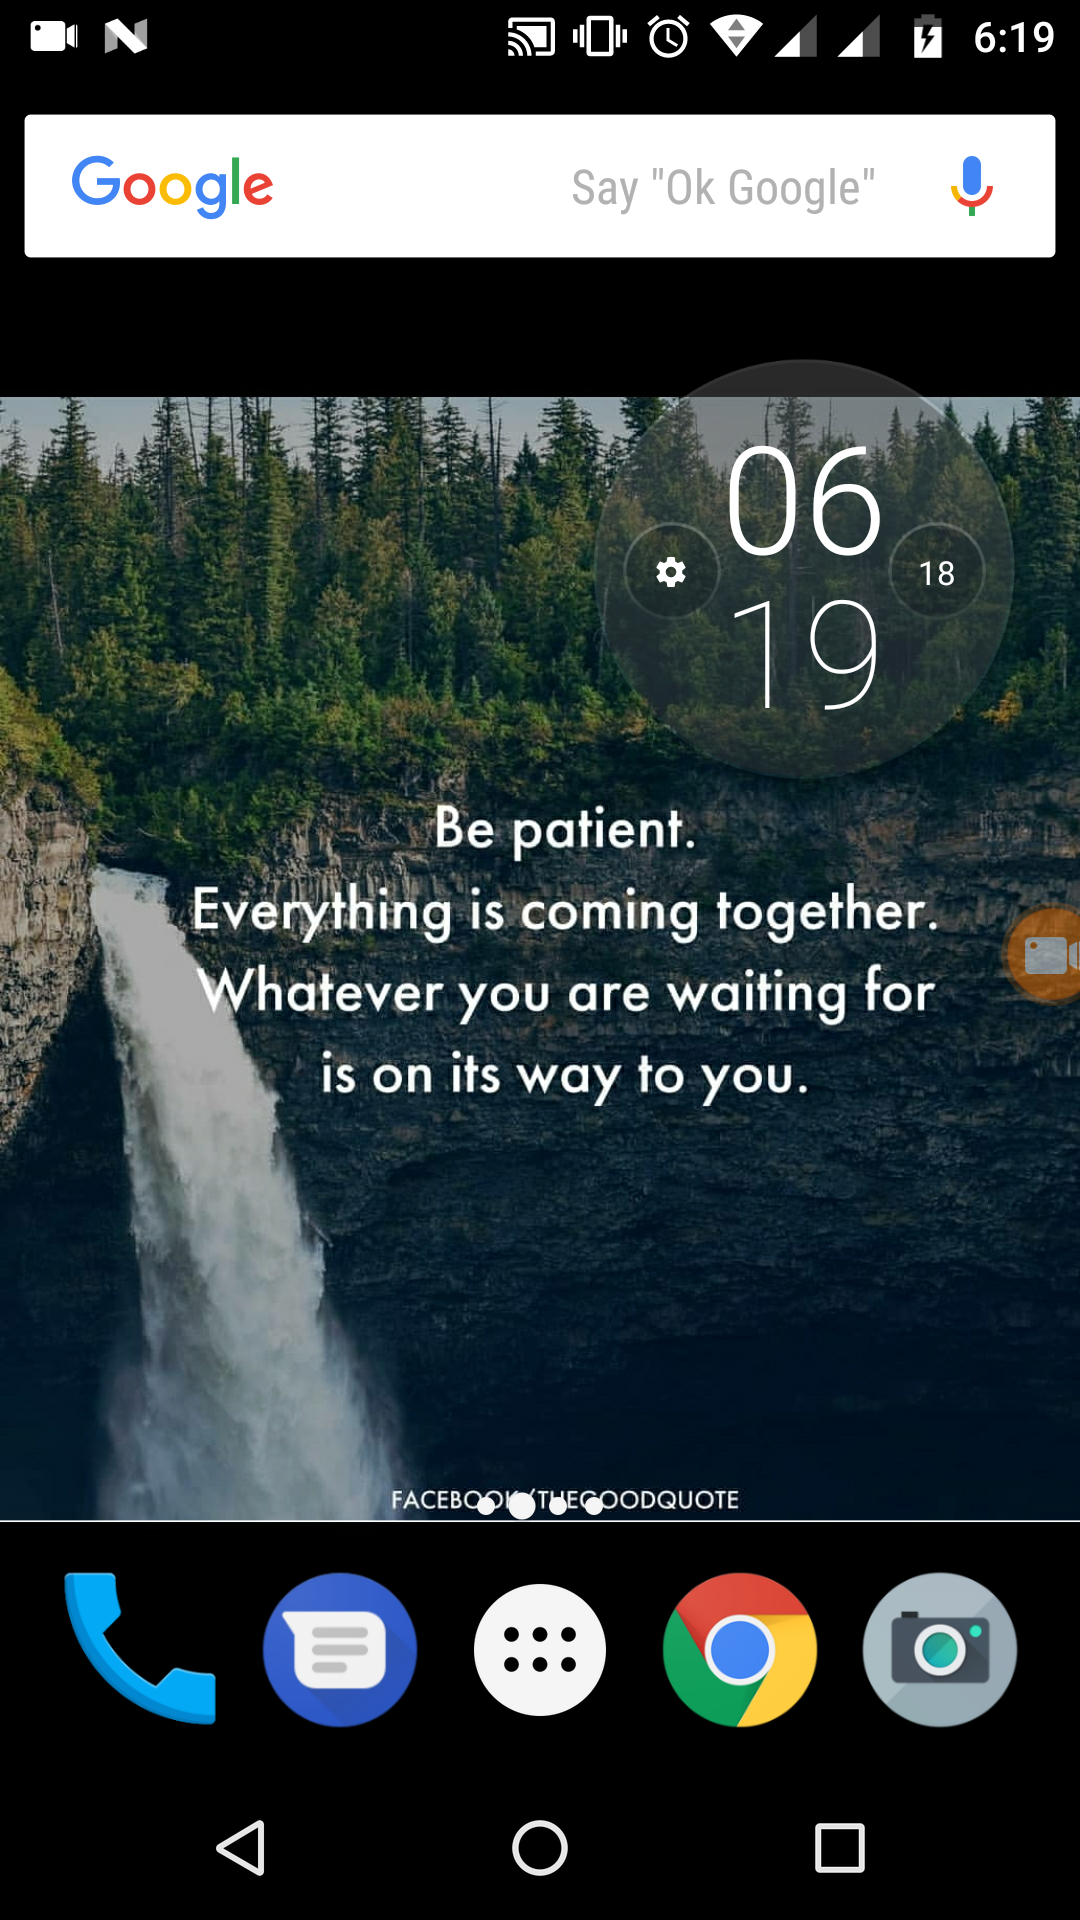 6:19
Google Say "Ok Google"
06
18
19
Be patient.
Everything is coming together.
Whatever you are waiting for
is on its way to you.
FACEBOOK/THEGOODQUOTE